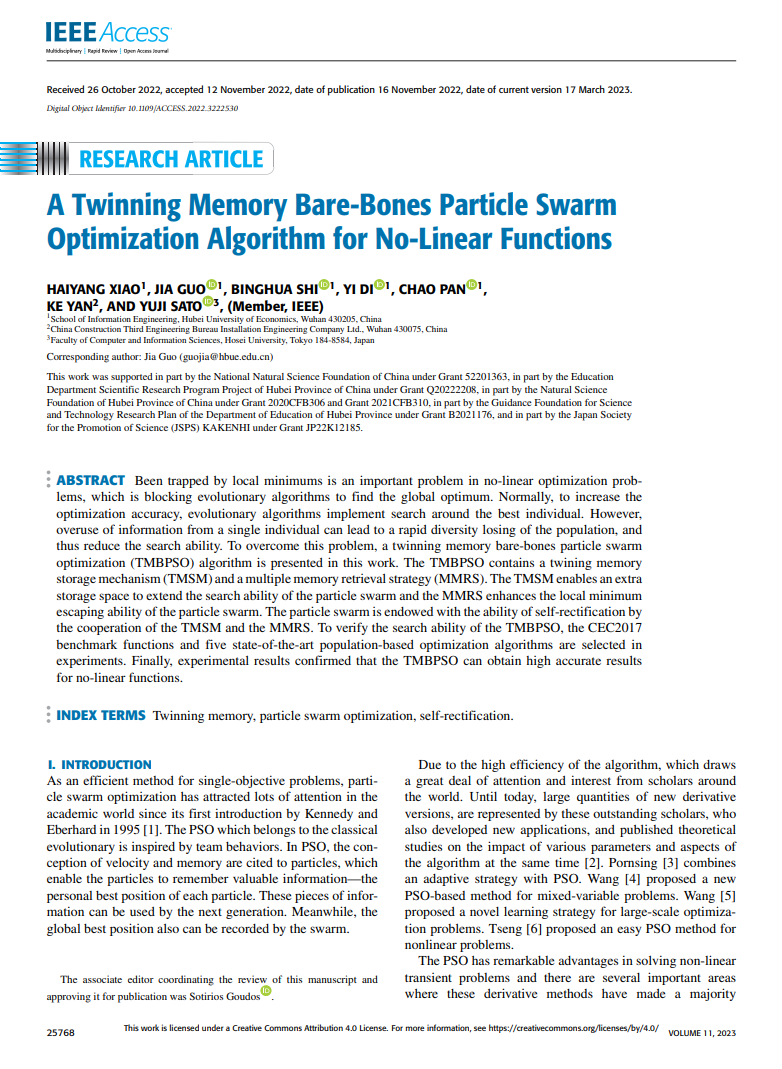 IEEE Access
Multidisciplinary | Rapid Review | Open Access Journal
Received 26 October 2022, accepted 12 November 2022, date of publication 16 November 2022, date of current version 17 March 2023.
Digital Object Identifier 10.1109/ACCESS.2022.3222530
RESEARCH ARTICLE
A Twinning Memory Bare-Bones Particle Swarm
Optimization Algorithm for No-Linear Functions
HAIYANG XIAO1, JIA GUO1, BINGHUA SHI1, YI DI1, CHAO PAN1,
KE YAN2, AND YUJI SATO3, (Member, IEEE)
1School of Information Engineering, Hubei University of Economics, Wuhan 430205, China
2China Construction Third Engineering Bureau Installation Engineering Company Ltd., Wuhan 430075, China
3Faculty of Computer and Information Sciences, Hosei University, Tokyo 184-8584, Japan
Corresponding author: Jia Guo (guojia@hbue.edu.cn)
This work was supported in part by the National Natural Science Foundation of China under Grant 52201363, in part by the Education
Department Scientific Research Program Project of Hubei Province of China under Grant Q20222208, in part by the Natural Science
Foundation of Hubei Province of China under Grant 2020CFB306 and Grant 2021CFB310, in part by the Guidance Foundation for Science
and Technology Research Plan of the Department of Education of Hubei Province under Grant B2021176, and in part by the Japan Society
for the Promotion of Science (JSPS) KAKENHI under Grant JP22K12185.
ABSTRACT Been trapped by local minimums is an important problem in no-linear optimization prob-
lems, which is blocking evolutionary algorithms to find the global optimum. Normally, to increase the
optimization accuracy, evolutionary algorithms implement search around the best individual. However,
overuse of information from a single individual can lead to a rapid diversity losing of the population, and
thus reduce the search ability. To overcome this problem, a twinning memory bare-bones particle swarm
optimization (TMBPSO) algorithm is presented in this work. The TMBPSO contains a twining memory
storage mechanism (TMSM) and a multiple memory retrieval strategy (MMRS). The TMSM enables an extra
storage space to extend the search ability of the particle swarm and the MMRS enhances the local minimum
escaping ability of the particle swarm. The particle swarm is endowed with the ability of self-rectification by
the cooperation of the TMSM and the MMRS. To verify the search ability of the TMBPSO, the CEC2017
benchmark functions and five state-of-the-art population-based optimization algorithms are selected in
experiments. Finally, experimental results confirmed that the TMBPSO can obtain high accurate results
for no-linear functions.
INDEX TERMS Twinning memory, particle swarm optimization, self-rectification.
I. INTRODUCTION
As an efficient method for single-objective problems, parti-
cle swarm optimization has attracted lots of attention in the
academic world since its first introduction by Kennedy and
Eberhard in 1995 [1]. The PSO which belongs to the classical
evolutionary is inspired by team behaviors. In PSO, the con-
ception of velocity and memory are cited to particles, which
enable the particles to remember valuable information—the
personal best position of each particle. These pieces of infor-
mation can be used by the next generation. Meanwhile, the
global best position also can be recorded by the swarm.
The associate editor coordinating the review of this manuscript and
approving it for publication was Sotirios Goudos.
Due to the high efficiency of the algorithm, which draws
a great deal of attention and interest from scholars around
the world. Until today, large quantities of new derivative
versions, are represented by these outstanding scholars, who
also developed new applications, and published theoretical
studies on the impact of various parameters and aspects of
the algorithm at the same time [2]. Pornsing [3] combines
an adaptive strategy with PSO. Wang [4] proposed a new
PSO-based method for mixed-variable problems. Wang [5]
proposed a novel learning strategy for large-scale optimiza-
tion problems. Tseng [6] proposed an easy PSO method for
nonlinear problems.
The PSO has remarkable advantages in solving non-linear
transient problems and there are several important areas
where these derivative methods have made a majority
25768
This work is licensed under a Creative Commons Attribution 4.0 License. For more information, see https://creativecommons.org/licenses/by/4.0/
VOLUME 11, 2023